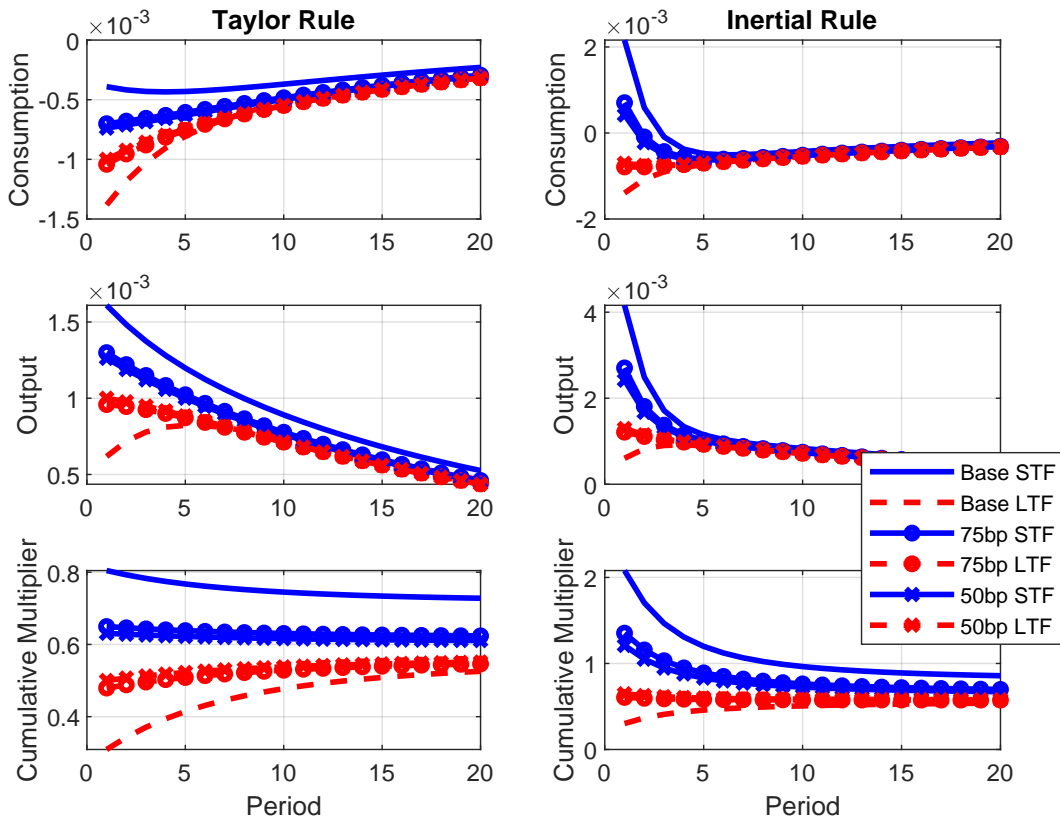 Taylor Rule
×10⁻³
0
-0.5
-1
-1.5
Consumption
0 5 10 15 20
Inertial Rule
×10⁻³
2
0
-2
Consumption
0 5 10 15 20
×10⁻³
1.5
1
0.5
Output
0 5 10 15 20
×10⁻³
4
2
0
Output
0 5 10 15 20
0.8
0.6
0.4
Cumulative Multiplier
0 5 10 15 20
Period
2
1
0
Cumulative Multiplier
0 5 10 15 20
Period
Base STF
Base LTF
75bp STF
75bp LTF
50bp STF
50bp LTF